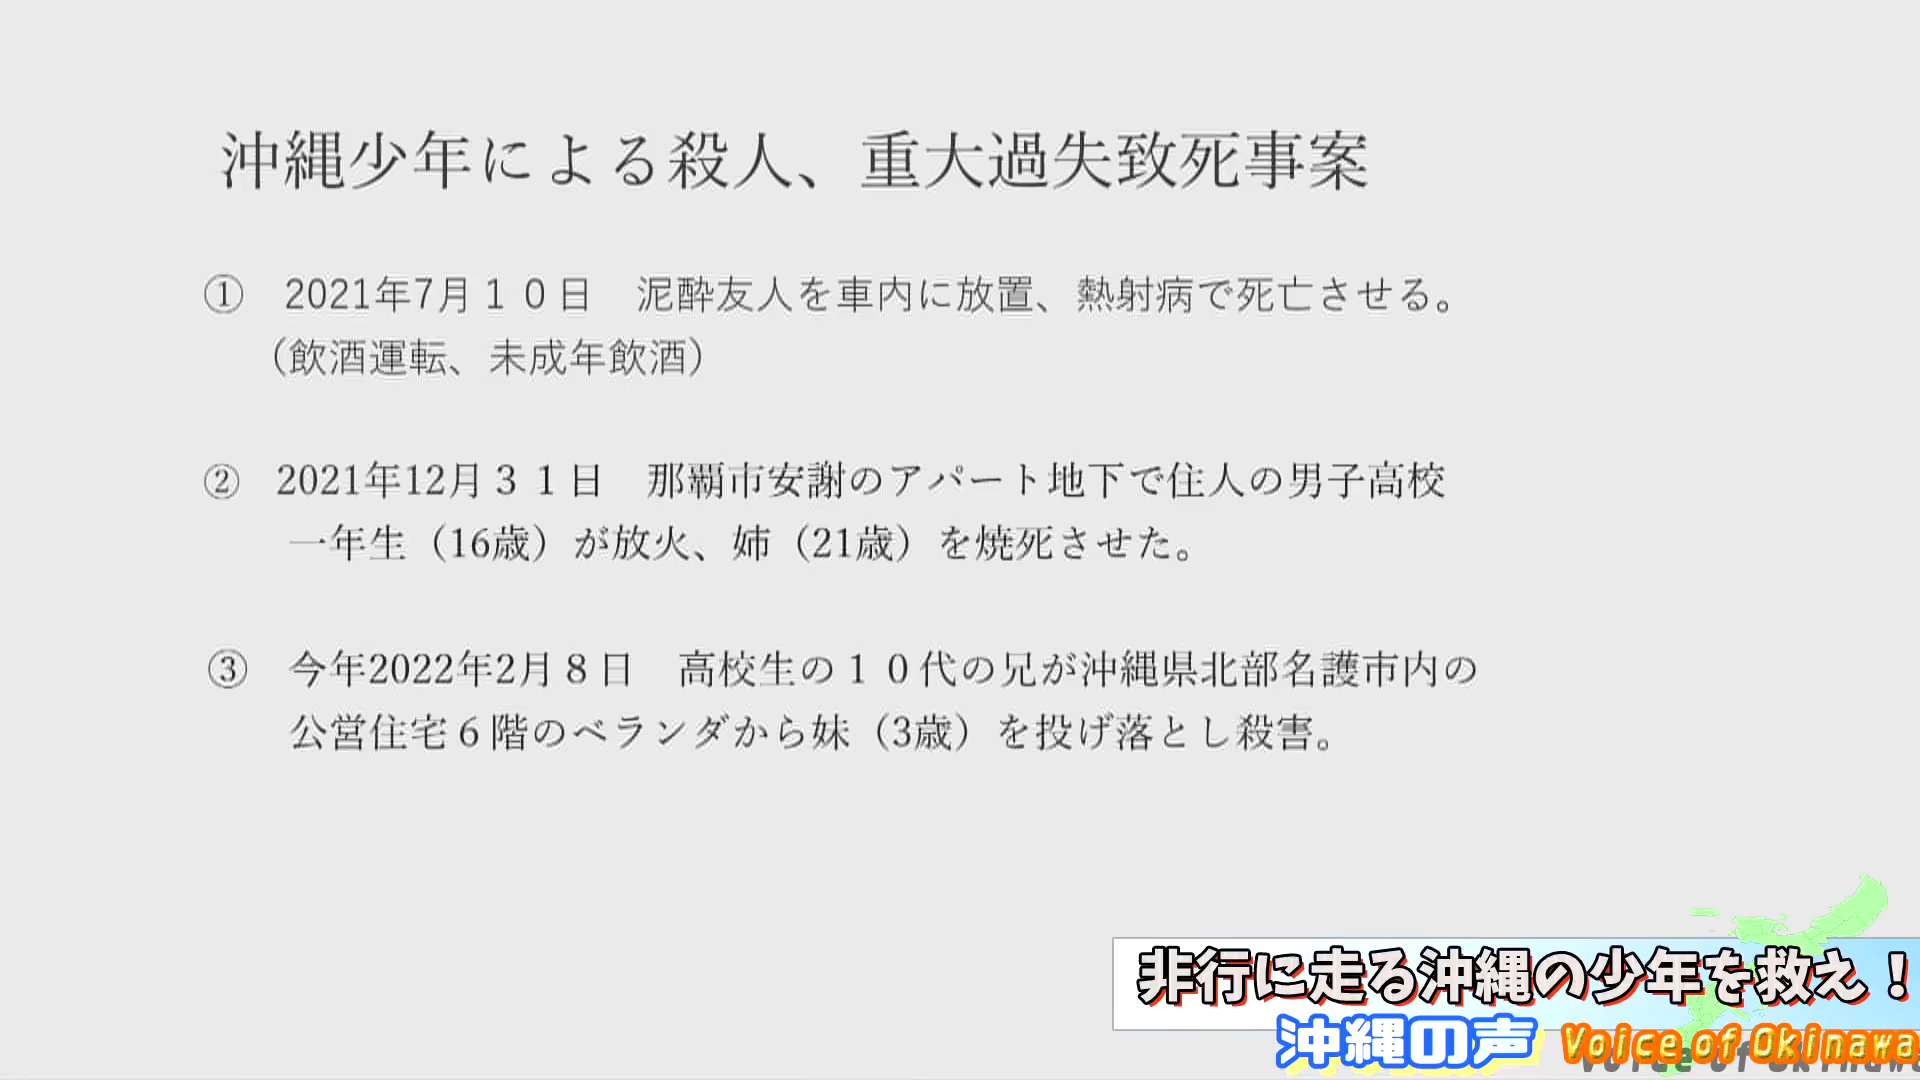 沖縄少年による殺人、重大過失致死事案
① 2021年7月１０日 泥酔友人を車内に放置、熱射病で死亡させる。
（飲酒運転、未成年飲酒）
② 2021年12月３１日 那覇市安謝のアパート地下で住人の男子高校
一年生（16歳）が放火、姉（21歳）を焼死させた。
③ 今年2022年2月８日 高校生の１０代の兄が沖縄県北部名護市内の
公営住宅６階のベランダから妹（3歳）を投げ落とし殺害。
非行に走る沖縄の少年を救え！
沖縄の声 Voice of Okinawa
Voice of Okinawa